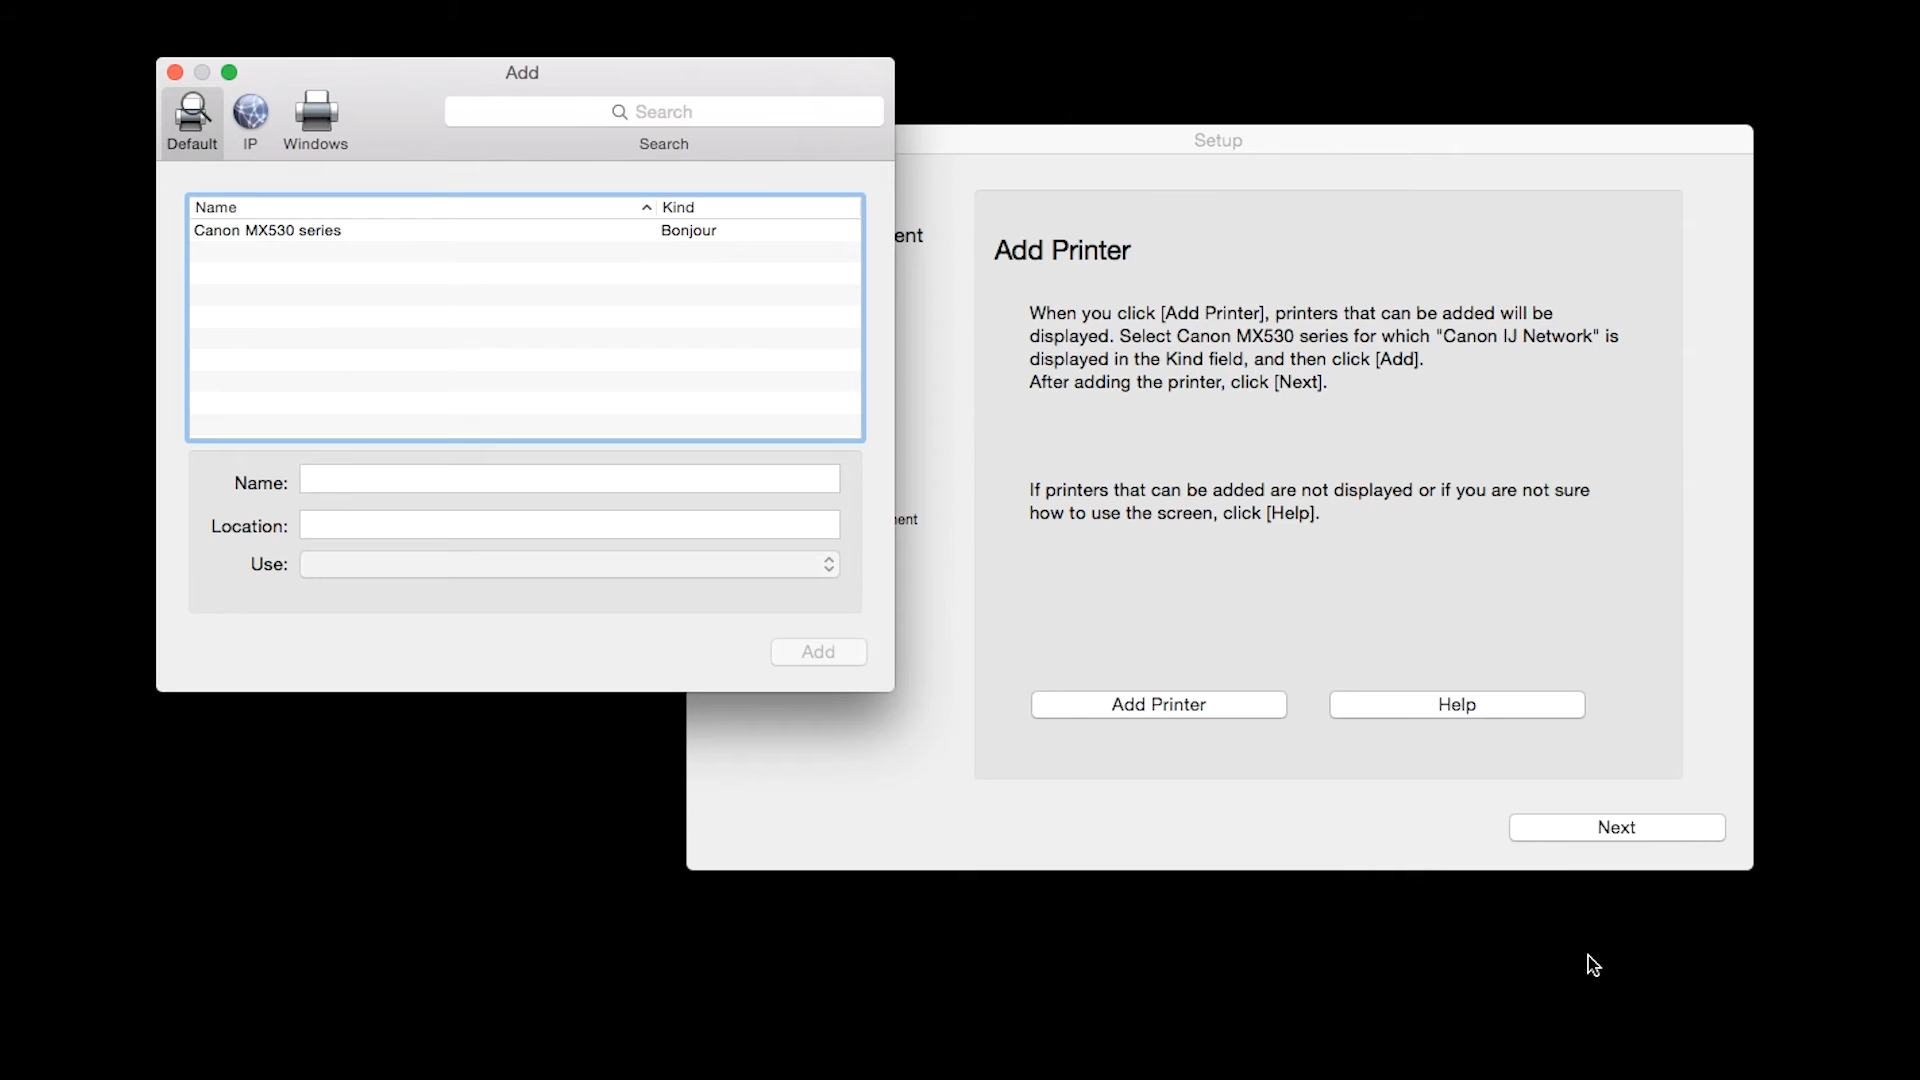 Add
Search
Default
IP
Windows
Search
Name
Kind
Canon MX530 series
Bonjour
Name:
Location:
Use:
Add
Setup
ent
ent
Add Printer
When you click [Add Printer], printers that can be added will be
displayed. Select Canon MX530 series for which "Canon IJ Network" is
displayed in the Kind field, and then click [Add].
After adding the printer, click [Next].
If printers that can be added are not displayed or if you are not sure
how to use the screen, click [Help].
Add Printer
Help
Next